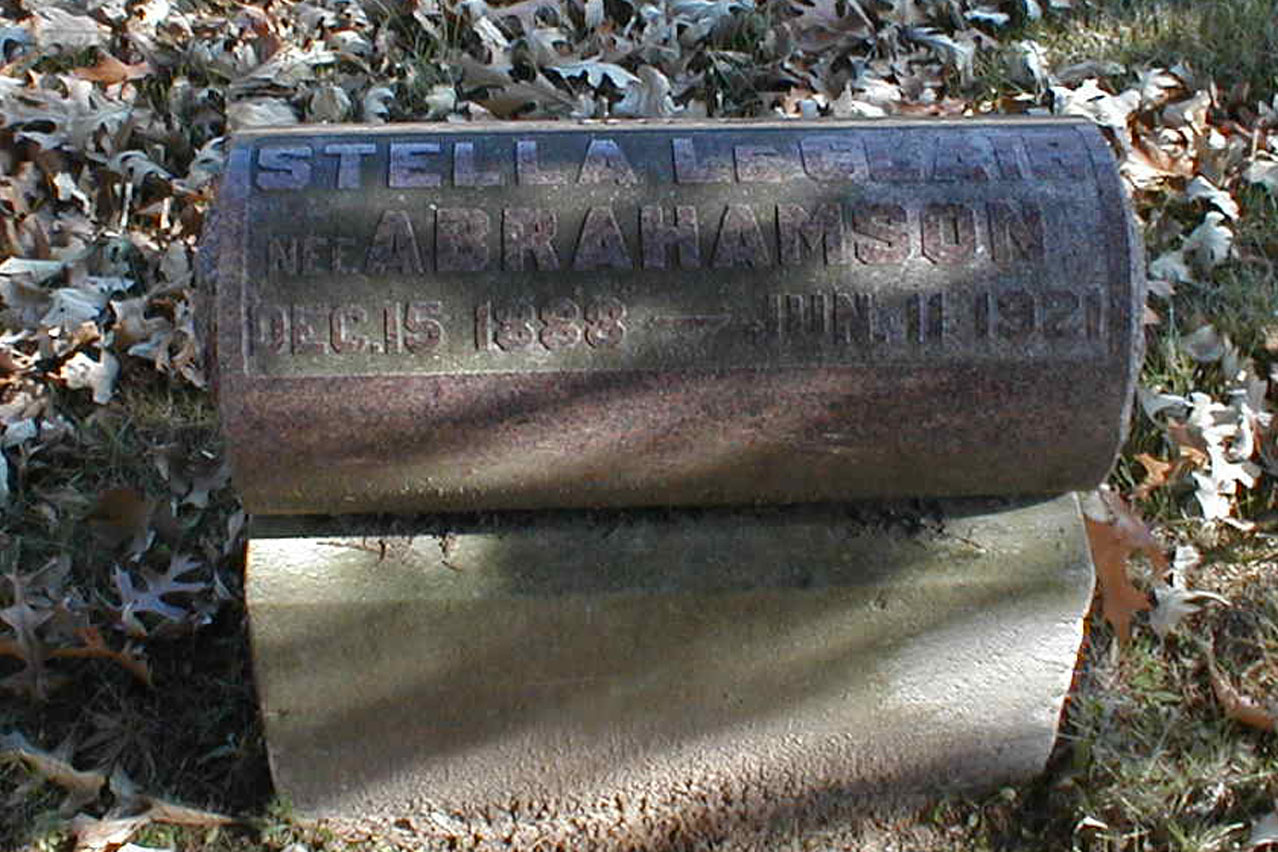 STELLA LECLAIR
NEE. ABRAHAMSON
DEC. 15 1888 — JUN. 11 1921